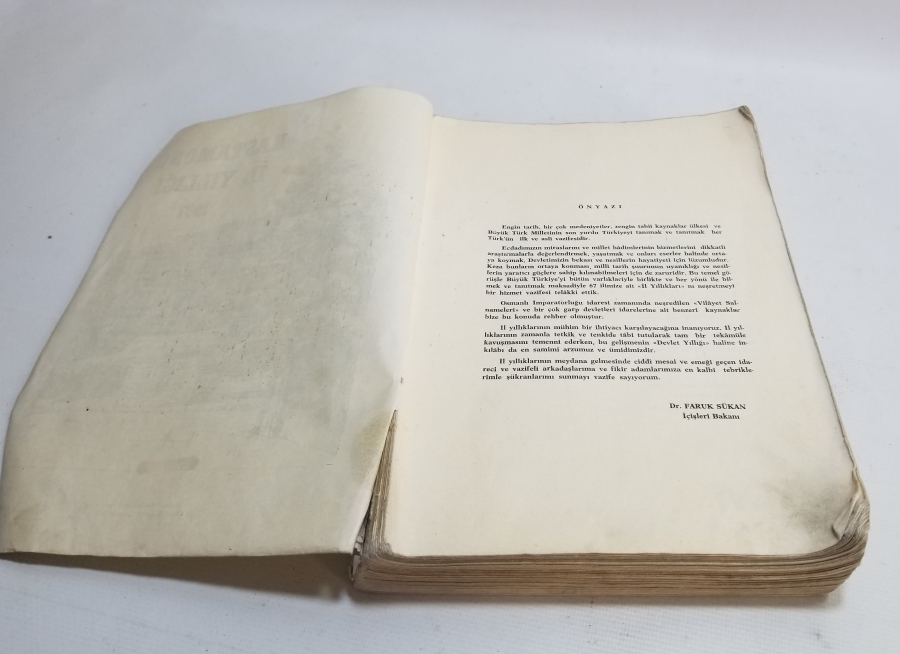 ÖNYAZI
Engin tarih, bir çok medeniyetler, zengin tabiî kaynaklar ülkesi ve
Büyük Türk Milletinin son yurdu Türkiyeyi tanımak ve tanıtmak her
Türk'ün ilk ve aslî vazifesidir.
Ecdadımızın miraslarını ve millet hâdimlerinin hizmetlerini dikkatli
araştırmalarla değerlendirmek, yaşatmak ve onları eserler halinde orta-
ya koymak, Devletimizin bekası ve nesillerin hayatiyeti için lüzumludur.
Keza bunların ortaya konması, millî tarih şuurunun uyanıklığı ve nesil-
lerin yaratıcı güçlere sahip kılınabilmeleri için de zaruridir. Bu temel gö-
rüşle Büyük Türkiye'yi bütün varlıklariyle birlikte ve her yönü ile bil-
mek ve tanıtmak maksadiyle 67 ilimize ait «İl Yıllıkları» nı neşretmeyi
bir hizmet vazifesi telâkki ettik.
Osmanlı İmparatorluğu idaresi zamanında neşredilen «Vilâyet Sal-
nameleri» ve bir çok garp devletleri idarelerine ait benzeri kaynaklar
bize bu konuda rehber olmuştur.
İl yıllıklarının mühim bir ihtiyacı karşılayacağına inanıyoruz. İl yıl-
lıklarının zamanla tetkik ve tenkide tâbi tutularak tam bir tekâmüle
kavuşmasını temenni ederken, bu gelişmenin «Devlet Yıllığı» haline in-
kılâbı da en samimi arzumuz ve ümidimizdir.
İl yıllıklarının meydana gelmesinde ciddî mesai ve emeği geçen ida-
reci ve vazifeli arkadaşlarıma ve fikir adamlarımıza en kalbî tebrikle-
rimle şükranlarımı sunmayı vazife sayıyorum.
Dr. FARUK SÜKAN
İçişleri Bakanı